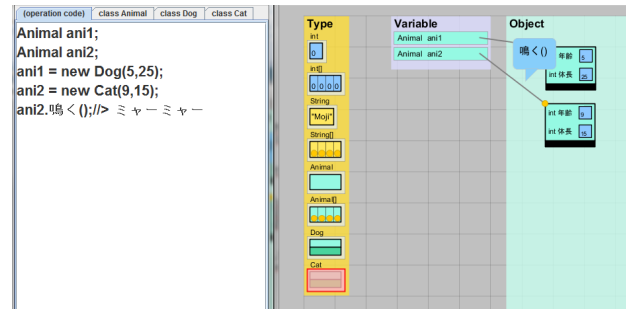 (operation code) class Animal class Dog class Cat
Animal ani1;
Animal ani2;
ani1 = new Dog(5,25);
ani2 = new Cat(9,15);
ani2.鳴く();//> ミャーミャー
Type
int
0
int[]
0 0 0 0
String
"Moji"
String[]
Animal
Animal[]
Dog
Cat
Variable
Animal ani1
Animal ani2
Object
鳴く()
年齢 5
int 体長 25
int 年齢 9
int 体長 15